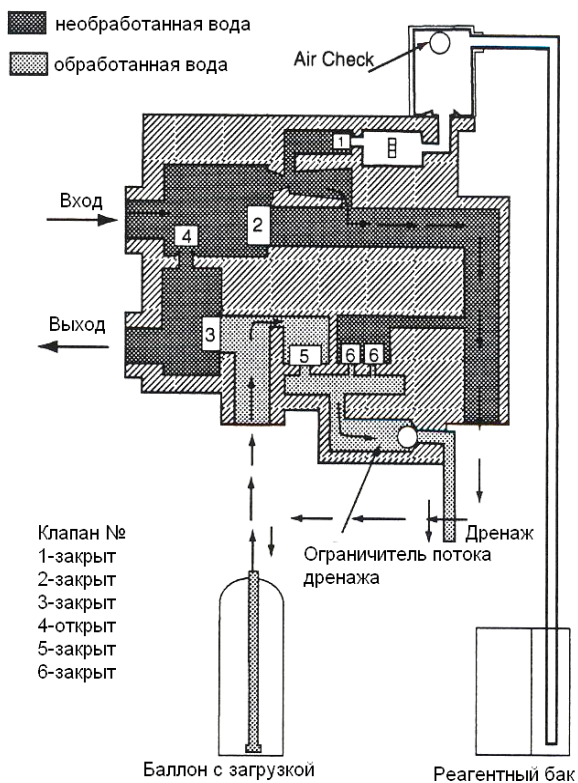 необработанная вода
обработанная вода
Air Check
1
Вход
2
4
Выход
3
5
6 6
Дренаж
Ограничитель потока
дренажа
Клапан №
1-закрыт
2-закрыт
3-закрыт
4-открыт
5-закрыт
6-закрыт
Баллон с загрузкой
Реагентный бак